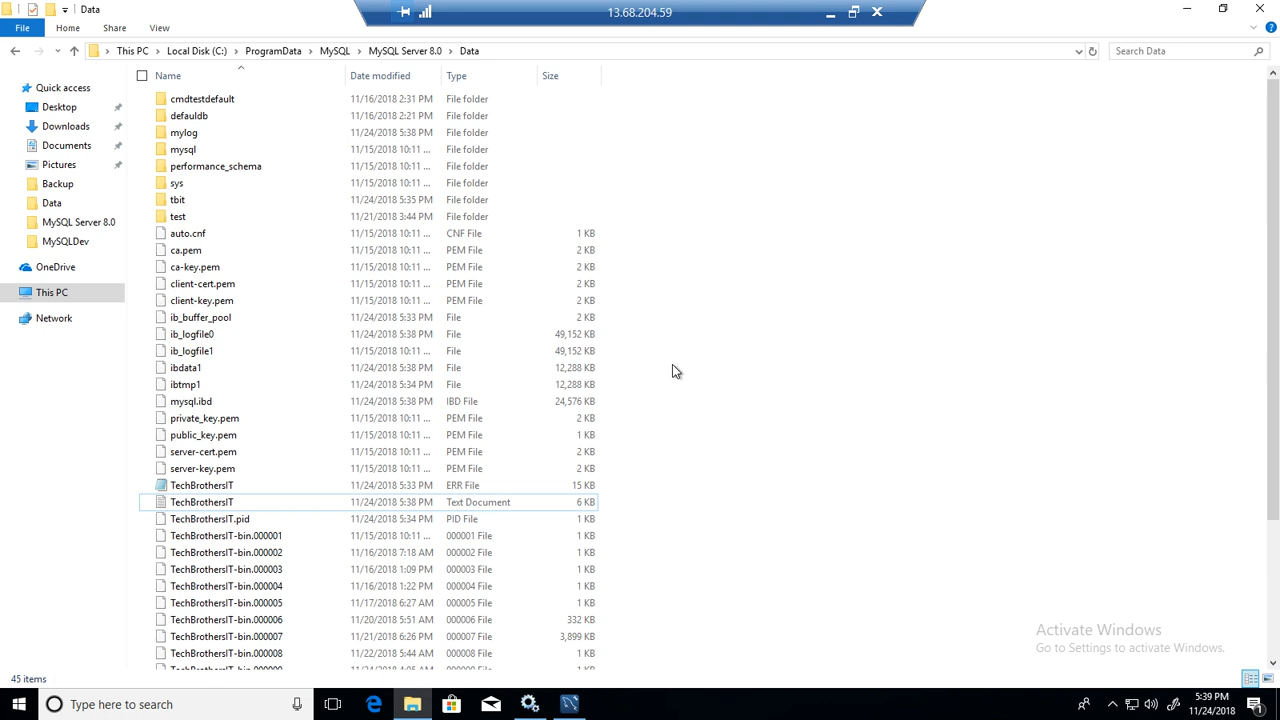 Data
13.68.204.59
File Home Share View
This PC Local Disk (C:) ProgramData MySQL MySQL Server 8.0 Data Search Data
Name Date modified Type Size
Quick access
Desktop
Downloads
Documents
Pictures
Backup
Data
MySQL Server 8.0
MySQLDev
OneDrive
This PC
Network
cmdtestdefault 11/16/2018 2:31 PM File folder
defauldb 11/16/2018 2:21 PM File folder
mylog 11/24/2018 5:38 PM File folder
mysql 11/15/2018 10:11 ... File folder
performance_schema 11/15/2018 10:11 ... File folder
sys 11/15/2018 10:11 ... File folder
tbit 11/24/2018 5:35 PM File folder
test 11/21/2018 3:44 PM File folder
auto.cnf 11/15/2018 10:11 ... CNF File 1 KB
ca.pem 11/15/2018 10:11 ... PEM File 2 KB
ca-key.pem 11/15/2018 10:11 ... PEM File 2 KB
client-cert.pem 11/15/2018 10:11 ... PEM File 2 KB
client-key.pem 11/15/2018 10:11 ... PEM File 2 KB
ib_buffer_pool 11/24/2018 5:33 PM File 2 KB
ib_logfile0 11/24/2018 5:38 PM File 49,152 KB
ib_logfile1 11/15/2018 10:11 ... File 49,152 KB
ibdata1 11/24/2018 5:38 PM File 12,288 KB
ibtmp1 11/24/2018 5:34 PM File 12,288 KB
mysql.ibd 11/24/2018 5:38 PM IBD File 24,576 KB
private_key.pem 11/15/2018 10:11 ... PEM File 2 KB
public_key.pem 11/15/2018 10:11 ... PEM File 1 KB
server-cert.pem 11/15/2018 10:11 ... PEM File 2 KB
server-key.pem 11/15/2018 10:11 ... PEM File 2 KB
TechBrothersIT 11/24/2018 5:33 PM ERR File 15 KB
TechBrothersIT 11/24/2018 5:38 PM Text Document 6 KB
TechBrothersIT.pid 11/24/2018 5:34 PM PID File 1 KB
TechBrothersIT-bin.000001 11/15/2018 10:11 ... 000001 File 1 KB
TechBrothersIT-bin.000002 11/16/2018 7:18 AM 000002 File 1 KB
TechBrothersIT-bin.000003 11/16/2018 1:09 PM 000003 File 1 KB
TechBrothersIT-bin.000004 11/16/2018 1:22 PM 000004 File 1 KB
TechBrothersIT-bin.000005 11/17/2018 6:27 AM 000005 File 1 KB
TechBrothersIT-bin.000006 11/20/2018 5:51 AM 000006 File 332 KB
TechBrothersIT-bin.000007 11/21/2018 6:26 PM 000007 File 3,899 KB
TechBrothersIT-bin.000008 11/22/2018 5:44 AM 000008 File 1 KB
Activate Windows
Go to Settings to activate Windows.
45 items
Type here to search
5:39 PM
11/24/2018